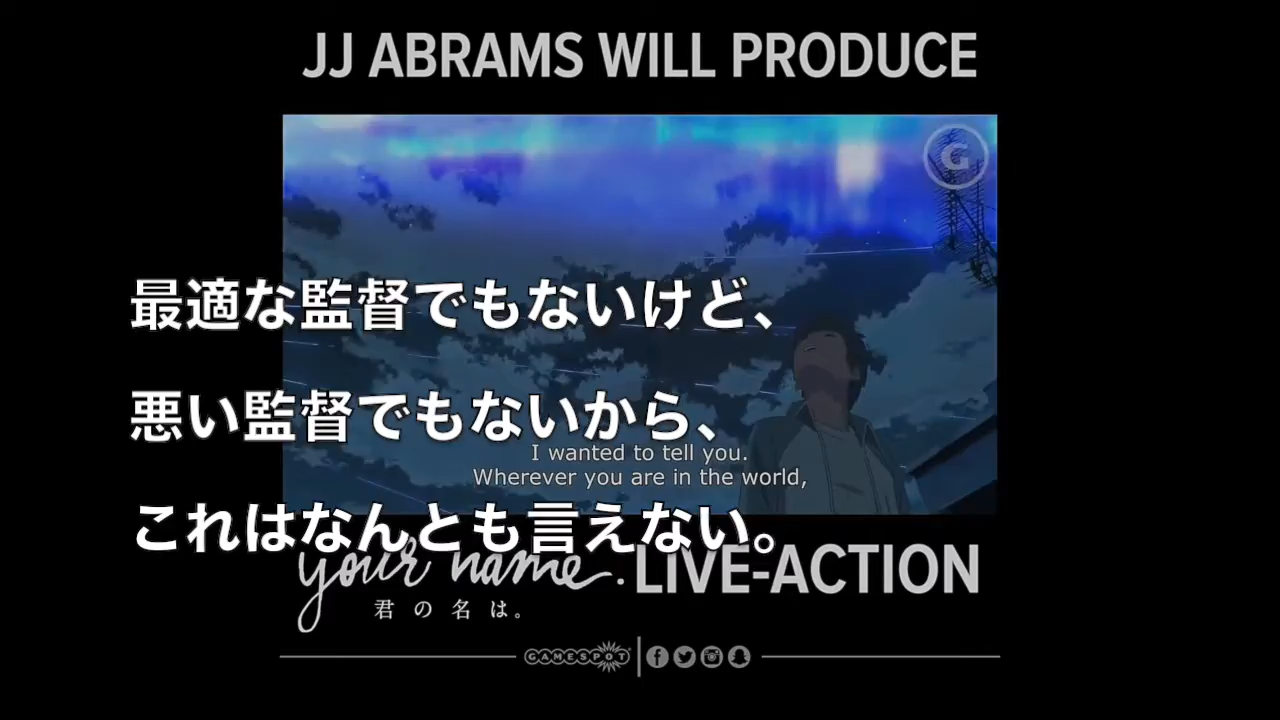 JJ ABRAMS WILL PRODUCE
G
最適な監督でもないけど、
悪い監督でもないから、
I wanted to tell you.
Wherever you are in the world,
これはなんとも言えない。
your name. LIVE-ACTION
君の名は。
GAMESPOT